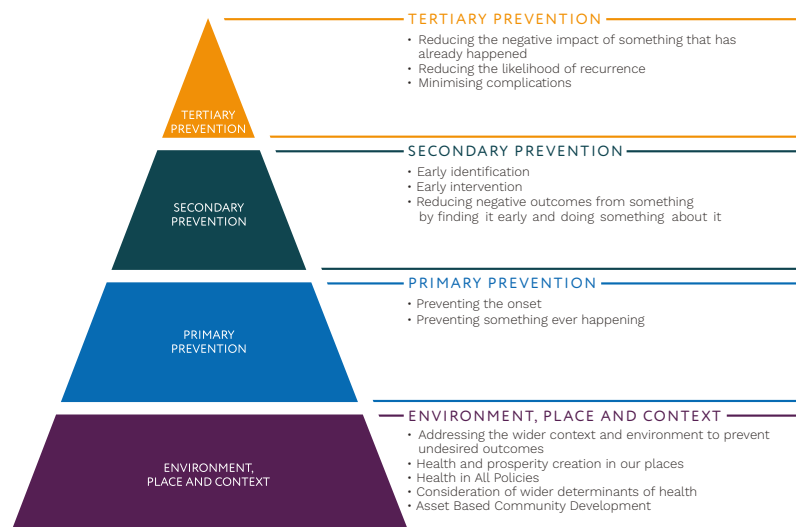 TERTIARY PREVENTION
• Reducing the negative impact of something that has
already happened
• Reducing the likelihood of recurrence
• Minimising complications
TERTIARY
PREVENTION
SECONDARY PREVENTION
• Early identification
• Early intervention
• Reducing negative outcomes from something
by finding it early and doing something about it
SECONDARY
PREVENTION
PRIMARY PREVENTION
• Preventing the onset
• Preventing something ever happening
PRIMARY
PREVENTION
ENVIRONMENT, PLACE AND CONTEXT
• Addressing the wider context and environment to prevent
undesired outcomes
• Health and prosperity creation in our places
• Health in All Policies
• Consideration of wider determinants of health
• Asset Based Community Development
ENVIRONMENT,
PLACE AND CONTEXT